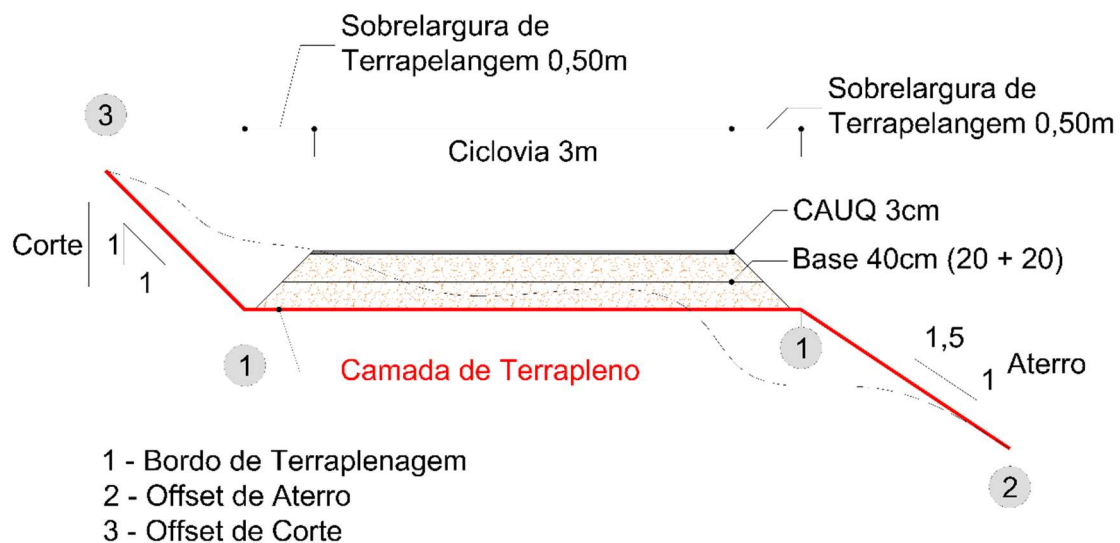 Sobrelargura de
Terrapelangem 0,50m
Sobrelargura de
Terrapelangem 0,50m
3
Ciclovia 3m
CAUQ 3cm
Corte
1
1
Base 40cm (20 + 20)
1
1
1,5
1
Aterro
Camada de Terrapleno
1 - Bordo de Terraplenagem
2 - Offset de Aterro
3 - Offset de Corte
2